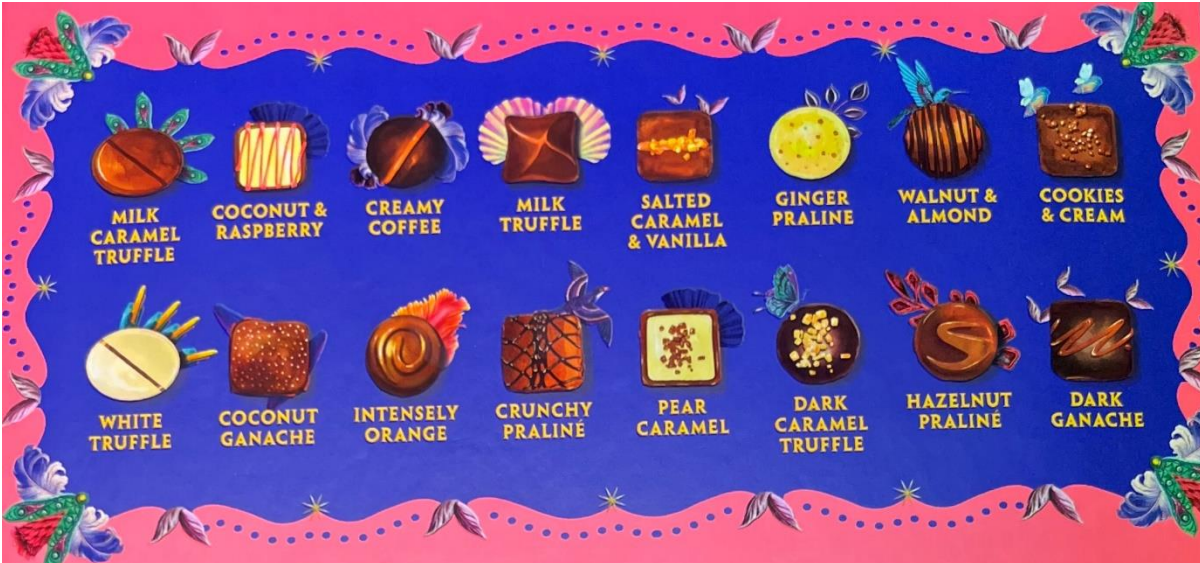 MILK
CARAMEL
TRUFFLE
COCONUT &
RASPBERRY
CREAMY
COFFEE
MILK
TRUFFLE
SALTED
CARAMEL
& VANILLA
GINGER
PRALINE
WALNUT &
ALMOND
COOKIES
& CREAM
WHITE
TRUFFLE
COCONUT
GANACHE
INTENSELY
ORANGE
CRUNCHY
PRALINÉ
PEAR
CARAMEL
DARK
CARAMEL
TRUFFLE
HAZELNUT
PRALINÉ
DARK
GANACHE